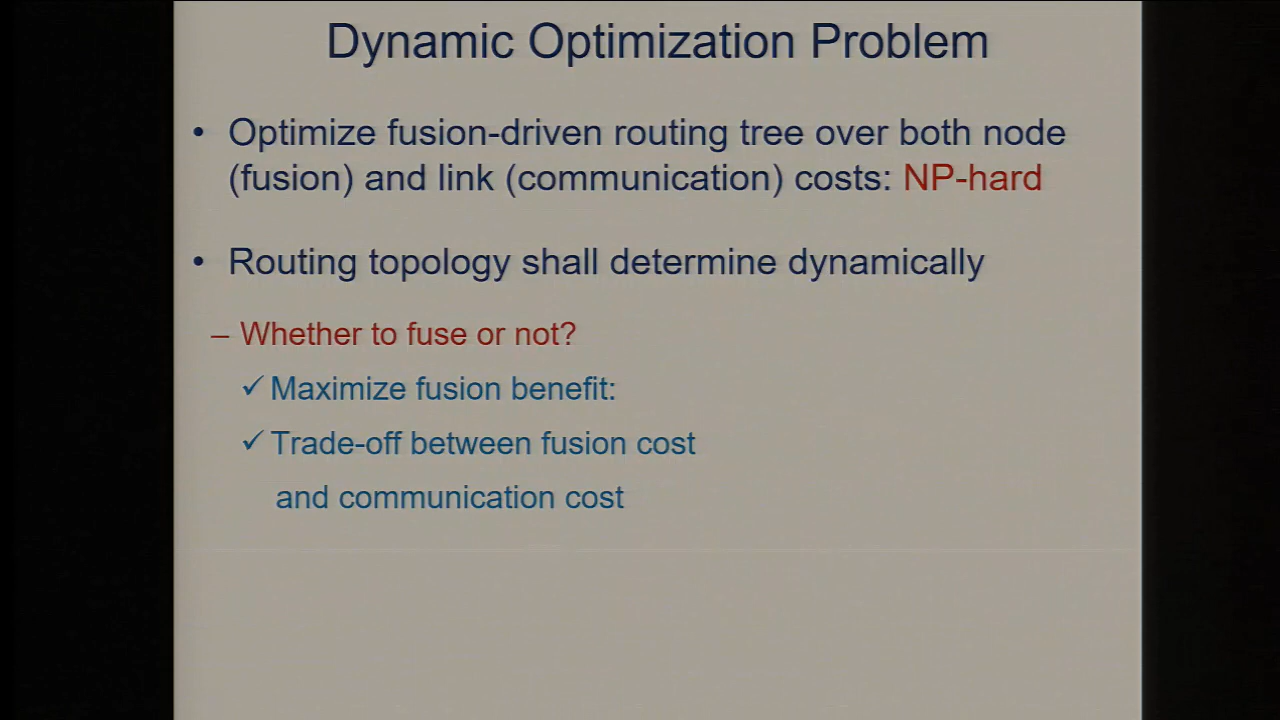 Dynamic Optimization Problem
• Optimize fusion-driven routing tree over both node
(fusion) and link (communication) costs: NP-hard
• Routing topology shall determine dynamically
– Whether to fuse or not?
✓ Maximize fusion benefit:
✓ Trade-off between fusion cost
and communication cost